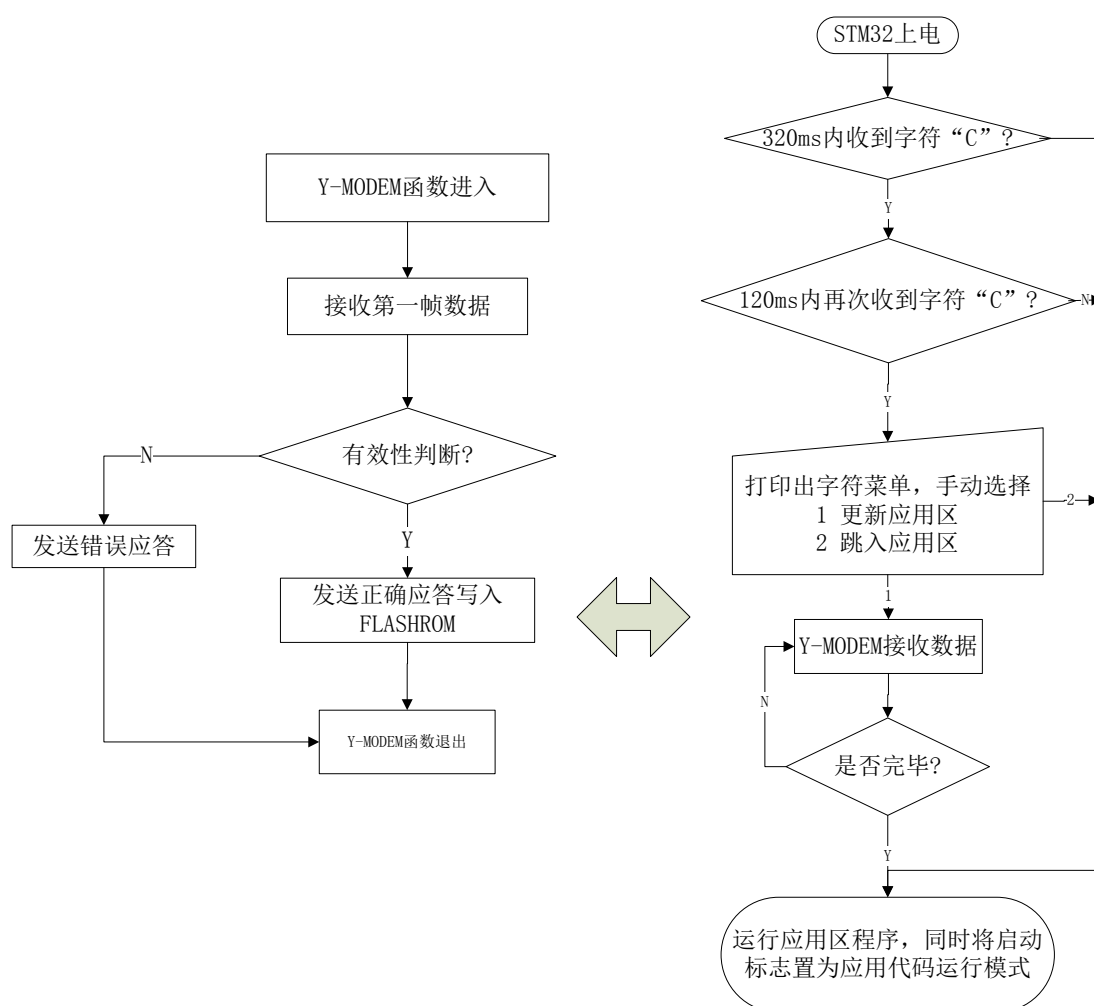 Y-MODEM函数进入
接收第一帧数据
有效性判断?
N
Y
发送错误应答
发送正确应答写入
FLASHROM
Y-MODEM函数退出
STM32上电
320ms内收到字符“C”?
Y
120ms内再次收到字符“C”?
N
Y
打印出字符菜单，手动选择
1 更新应用区
2 跳入应用区
2
1
Y-MODEM接收数据
N
是否完毕?
Y
运行应用区程序，同时将启动
标志置为应用代码运行模式